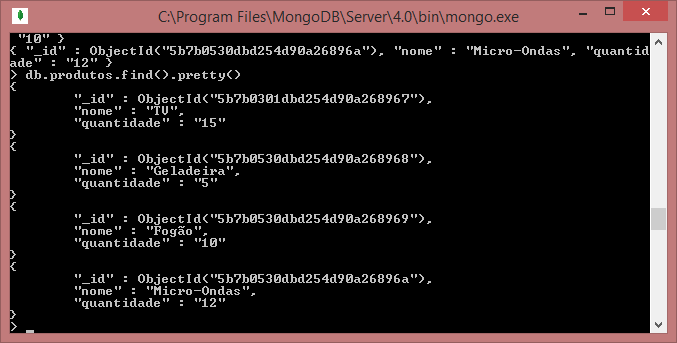 C:\Program Files\MongoDB\Server\4.0\bin\mongo.exe
"10" }
{ "_id" : ObjectId("5b7b0530dbd254d90a26896a"), "nome" : "Micro-Ondas", "quantid
ade" : "12" }
> db.produtos.find().pretty()
{
"_id" : ObjectId("5b7b0301dbd254d90a268967"),
"nome" : "TV",
"quantidade" : "15"
}
{
"_id" : ObjectId("5b7b0530dbd254d90a268968"),
"nome" : "Geladeira",
"quantidade" : "5"
}
{
"_id" : ObjectId("5b7b0530dbd254d90a268969"),
"nome" : "Fogão",
"quantidade" : "10"
}
{
"_id" : ObjectId("5b7b0530dbd254d90a26896a"),
"nome" : "Micro-Ondas",
"quantidade" : "12"
}
> _